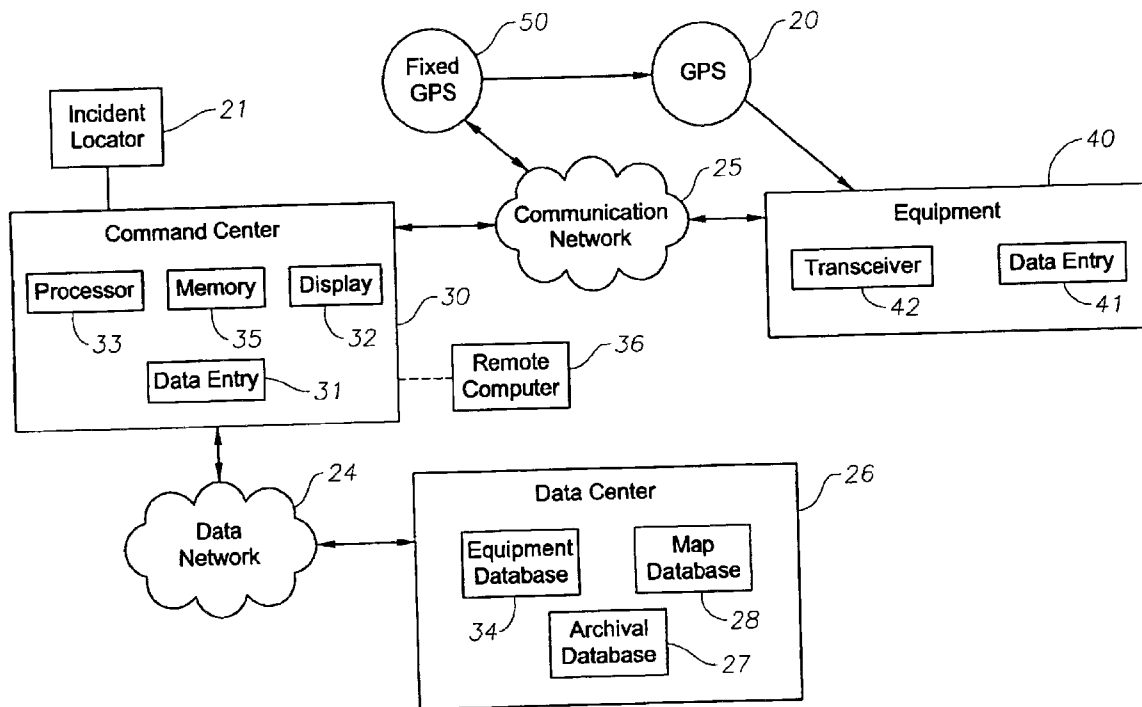 50
20
Fixed
GPS
GPS
Incident
Locator
21
40
25
Communication
Network
Equipment
Transceiver
Data Entry
42
41
Command Center
Processor
Memory
Display
33
35
32
30
Data Entry
31
Remote
Computer
36
24
Data
Network
Data Center
26
Equipment
Database
34
Map
Database
28
Archival
Database
27